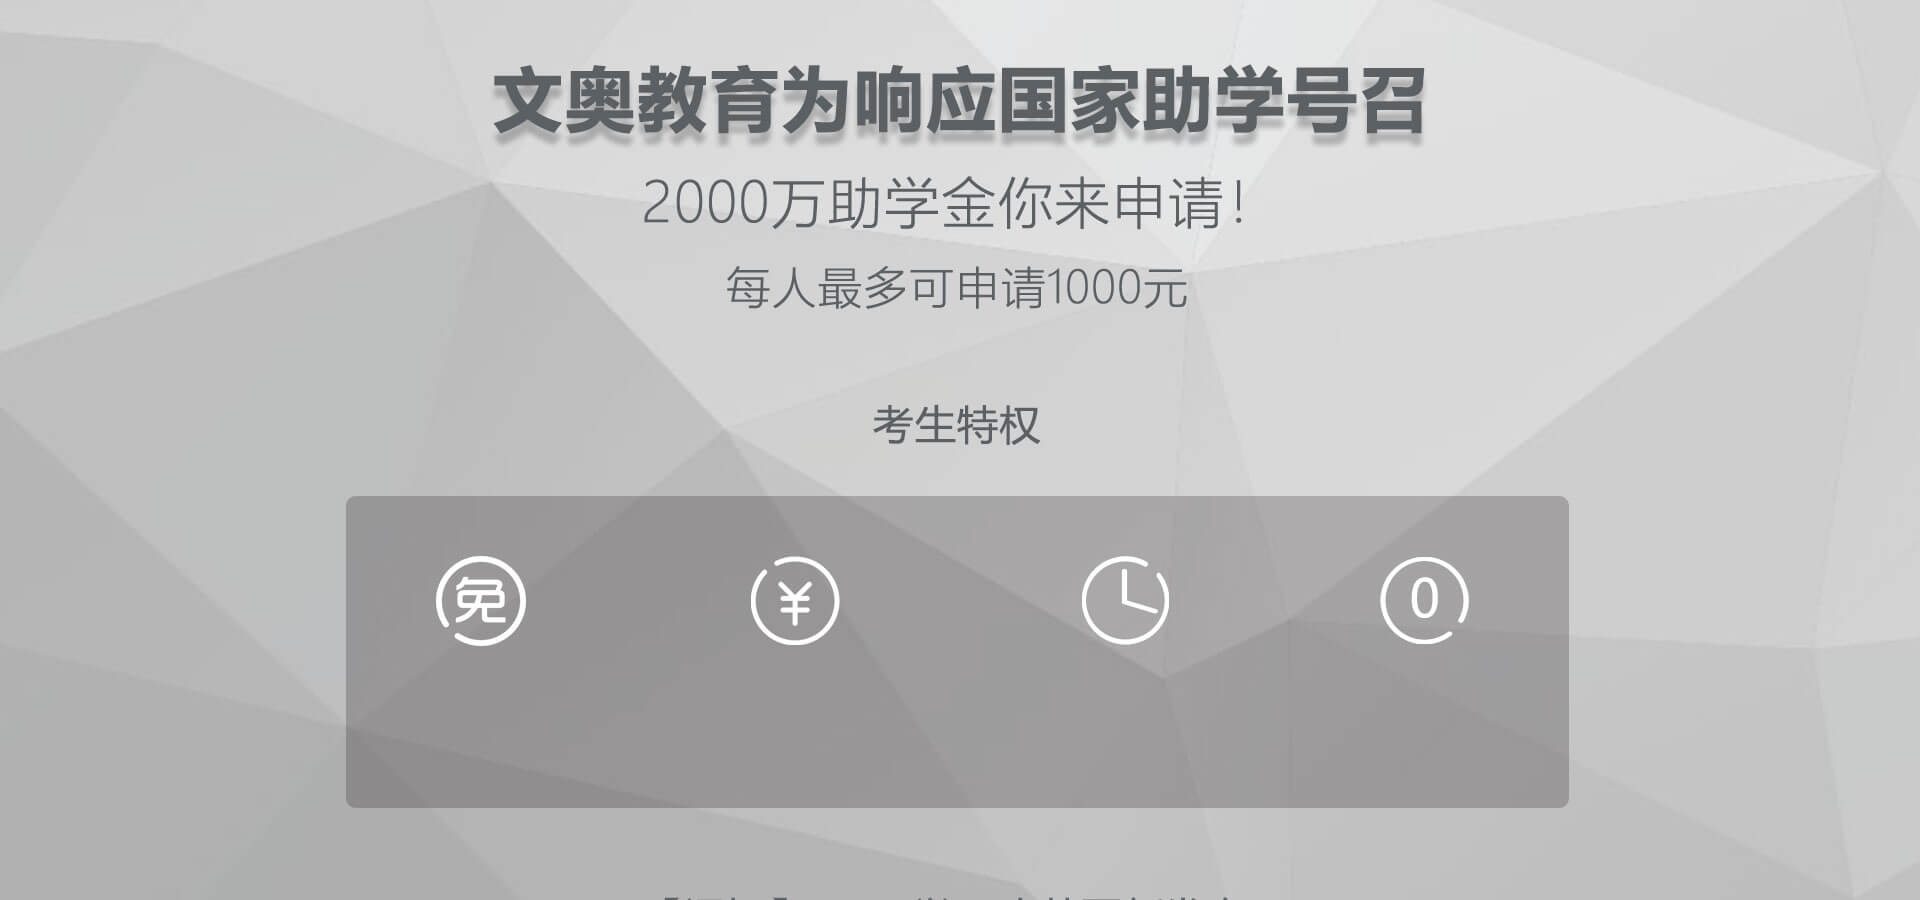 文奥教育为响应国家助学号召
2000万助学金你来申请!
每人最多可申请1000元
考生特权
免 ¥ 0